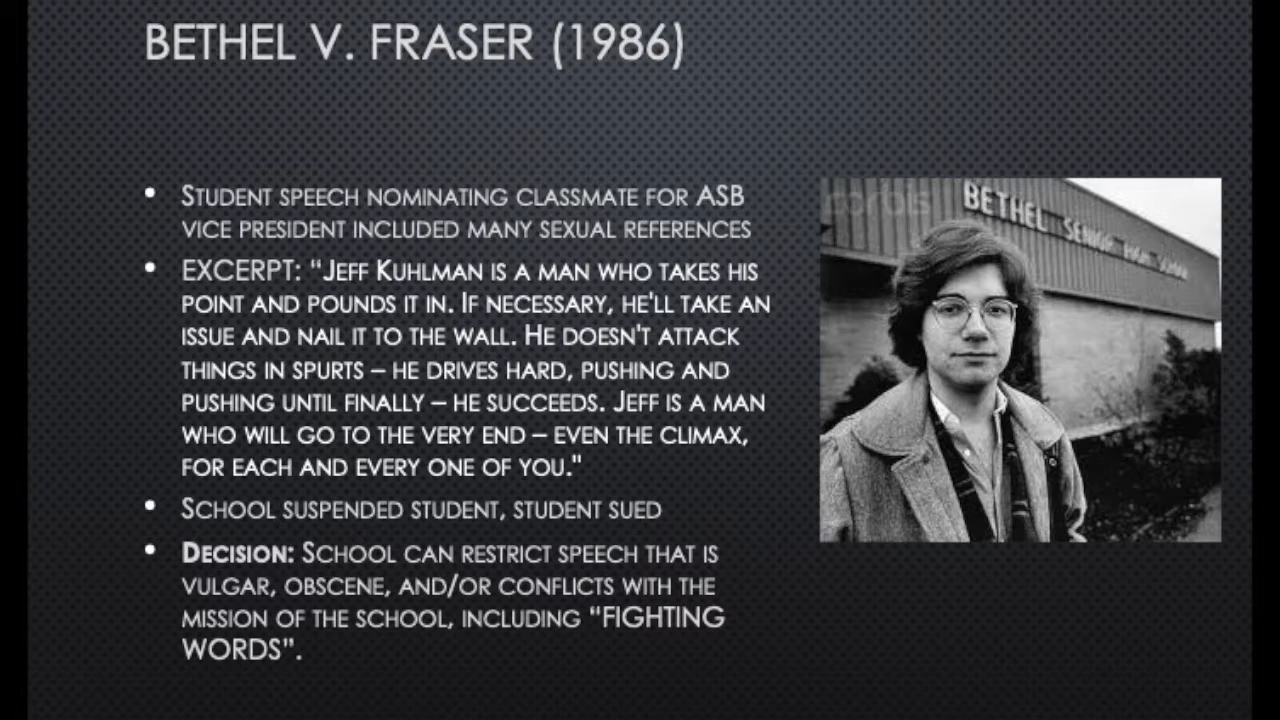 BETHEL V. FRASER (1986)
• STUDENT SPEECH NOMINATING CLASSMATE FOR ASB
VICE PRESIDENT INCLUDED MANY SEXUAL REFERENCES
• EXCERPT: “JEFF KUHLMAN IS A MAN WHO TAKES HIS
POINT AND POUNDS IT IN. IF NECESSARY, HE'LL TAKE AN
ISSUE AND NAIL IT TO THE WALL. HE DOESN'T ATTACK
THINGS IN SPURTS – HE DRIVES HARD, PUSHING AND
PUSHING UNTIL FINALLY – HE SUCCEEDS. JEFF IS A MAN
WHO WILL GO TO THE VERY END – EVEN THE CLIMAX,
FOR EACH AND EVERY ONE OF YOU."
• SCHOOL SUSPENDED STUDENT, STUDENT SUED
• DECISION: SCHOOL CAN RESTRICT SPEECH THAT IS
VULGAR, OBSCENE, AND/OR CONFLICTS WITH THE
MISSION OF THE SCHOOL, INCLUDING “FIGHTING
WORDS”.
corbis
BETHEL SENIOR HIGH SCHOOL